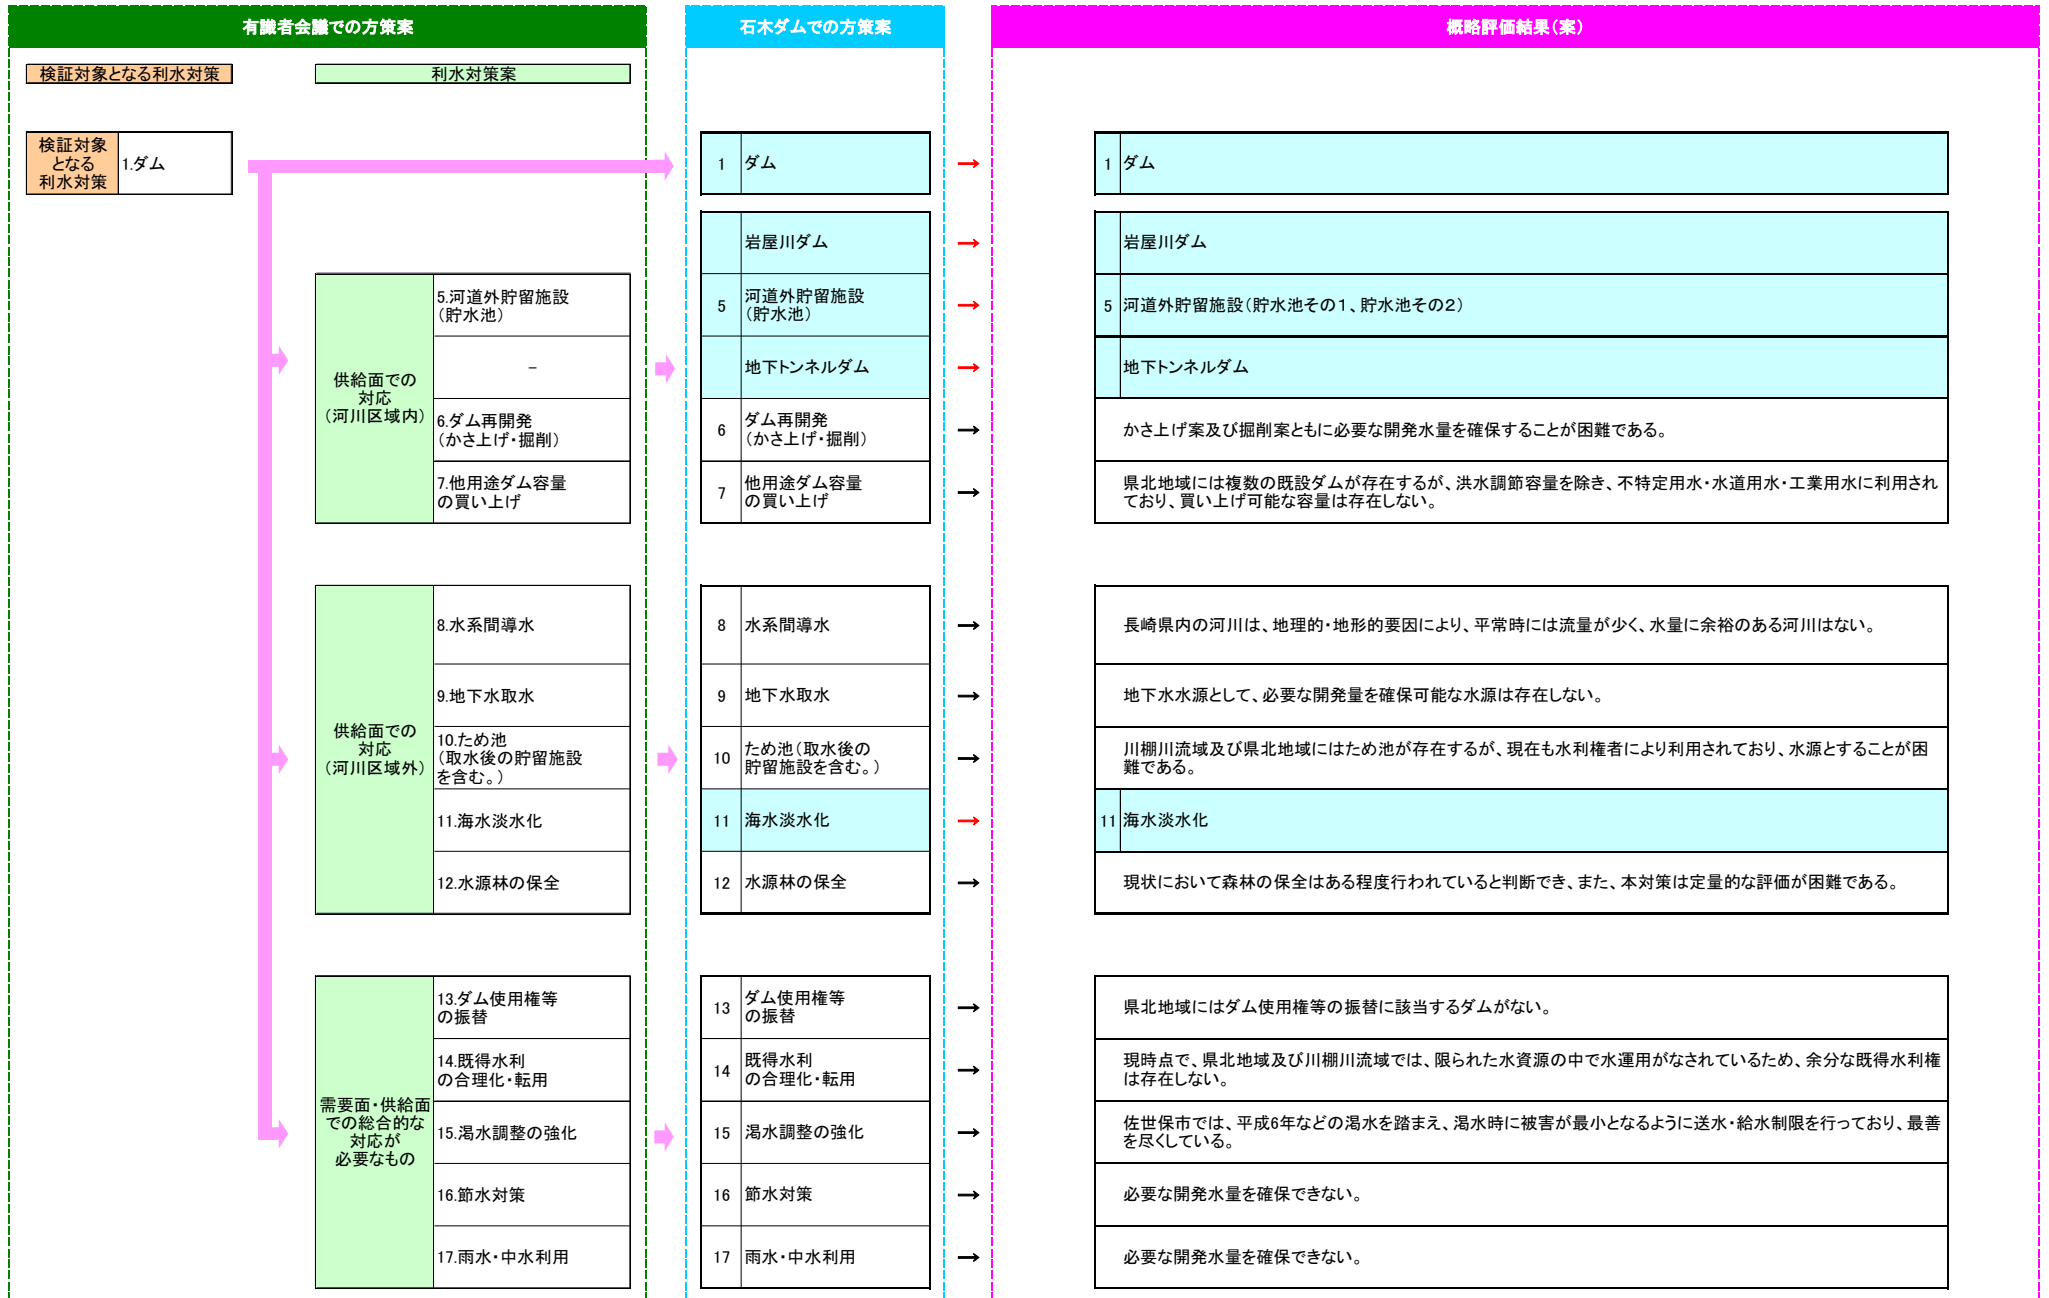 有識者会議での方策案
石木ダムでの方策案
概略評価結果(案)
検証対象となる利水対策
利水対策案
検証対象
となる
利水対策
1.ダム
1
ダム
→
1
ダム
岩屋川ダム
→
岩屋川ダム
供給面での
対応
(河川区域内)
5.河道外貯留施設
(貯水池)
5
河道外貯留施設
(貯水池)
→
5
河道外貯留施設(貯水池その1、貯水池その2)
－
地下トンネルダム
→
地下トンネルダム
6.ダム再開発
(かさ上げ・掘削)
6
ダム再開発
(かさ上げ・掘削)
→
かさ上げ案及び掘削案ともに必要な開発水量を確保することが困難である。
7.他用途ダム容量
の買い上げ
7
他用途ダム容量
の買い上げ
→
県北地域には複数の既設ダムが存在するが、洪水調節容量を除き、不特定用水・水道用水・工業用水に利用され
ており、買い上げ可能な容量は存在しない。
供給面での
対応
(河川区域外)
8.水系間導水
8
水系間導水
→
長崎県内の河川は、地理的・地形的要因により、平常時には流量が少く、水量に余裕のある河川はない。
9.地下水取水
9
地下水取水
→
地下水水源として、必要な開発量を確保可能な水源は存在しない。
10.ため池
(取水後の貯留施設
を含む。)
10
ため池(取水後の
貯留施設を含む。)
→
川棚川流域及び県北地域にはため池が存在するが、現在も水利権者により利用されており、水源とすることが困
難である。
11.海水淡水化
11
海水淡水化
→
11
海水淡水化
12.水源林の保全
12
水源林の保全
→
現状において森林の保全はある程度行われていると判断でき、また、本対策は定量的な評価が困難である。
需要面・供給面
での総合的な
対応が
必要なもの
13.ダム使用権等
の振替
13
ダム使用権等
の振替
→
県北地域にはダム使用権等の振替に該当するダムがない。
14.既得水利
の合理化・転用
14
既得水利
の合理化・転用
→
現時点で、県北地域及び川棚川流域では、限られた水資源の中で水運用がなされているため、余分な既得水利権
は存在しない。
15.渇水調整の強化
15
渇水調整の強化
→
佐世保市では、平成6年などの渇水を踏まえ、渇水時に被害が最小となるように送水・給水制限を行っており、最善
を尽くしている。
16.節水対策
16
節水対策
→
必要な開発水量を確保できない。
17.雨水・中水利用
17
雨水・中水利用
→
必要な開発水量を確保できない。